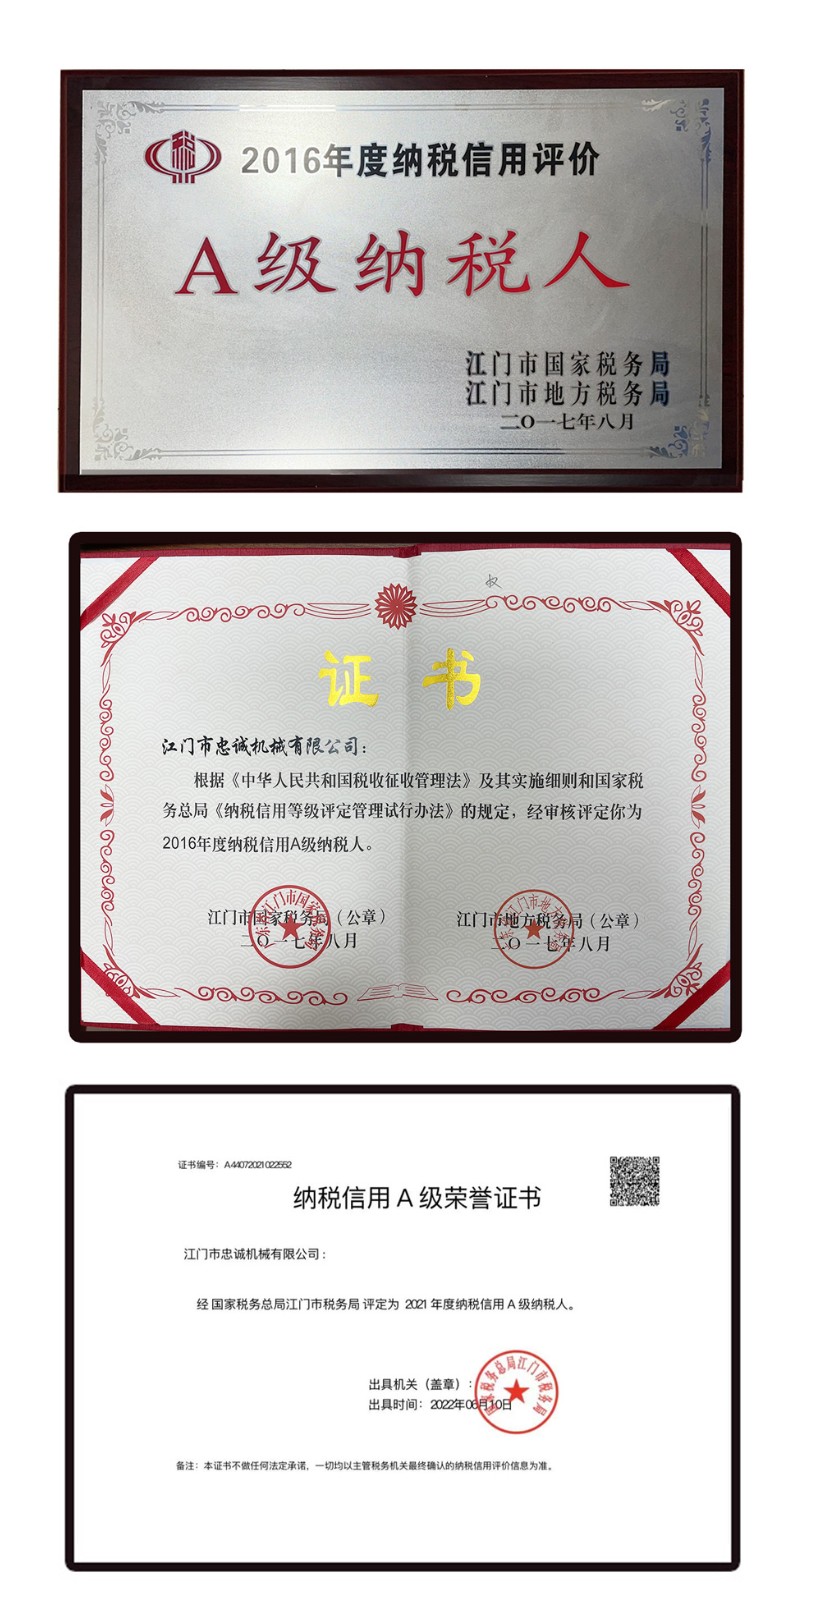 税
2016年度纳税信用评价
A级纳税人
江门市国家税务局
江门市地方税务局
二〇一七年八月
权
证 书
江门市忠诚机械有限公司：
根据《中华人民共和国税收征收管理法》及其实施细则和国家税
务总局《纳税信用等级评定管理试行办法》的规定，经审核评定你为
2016年度纳税信用A级纳税人。
江门市国家税务局（公章）
二〇一七年八月
江门市地方税务局（公章）
二〇一七年八月
证书编号：A44072021022552
纳税信用 A 级荣誉证书
江门市忠诚机械有限公司：
经 国家税务总局江门市税务局 评定为 2021 年度纳税信用 A 级纳税人。
国家税务总局江门市税务局
出具机关（盖章）：
出具时间：2022年06月10日
备注：本证书不做任何法定承诺，一切均以主管税务机关最终确认的纳税信用评价信息为准。